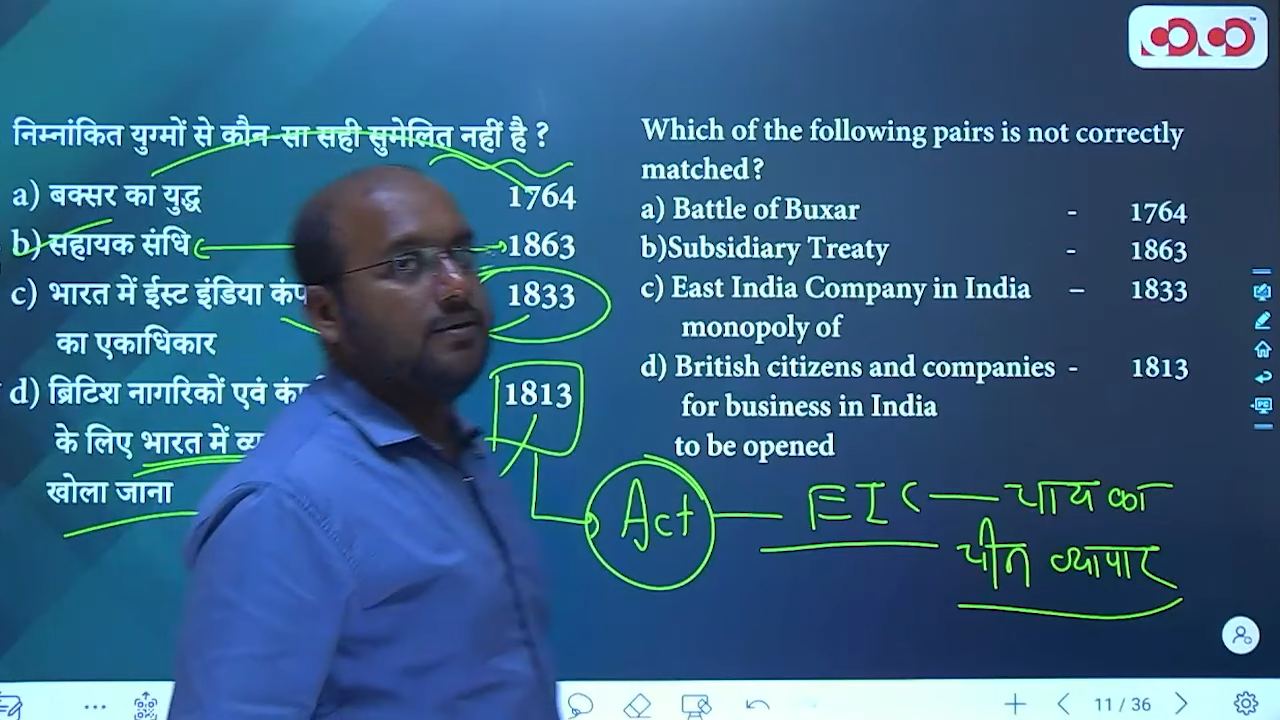 निम्नांकित युग्मों से कौन सा सही सुमेलित नहीं है ?
a) बक्सर का युद्ध 1764
b) सहायक संधि 1863
c) भारत में ईस्ट इंडिया 1833
का एकाधिकार
d) ब्रिटिश नागरिकों एवं 1813
के लिए भारत में
खोला जाना
Which of the following pairs is not correctly
matched?
a) Battle of Buxar - 1764
b)Subsidiary Treaty - 1863
c) East India Company in India – 1833
monopoly of
d) British citizens and companies - 1813
for business in India
to be opened
Act EIC — चाय का
चीन व्यापार
11 / 36